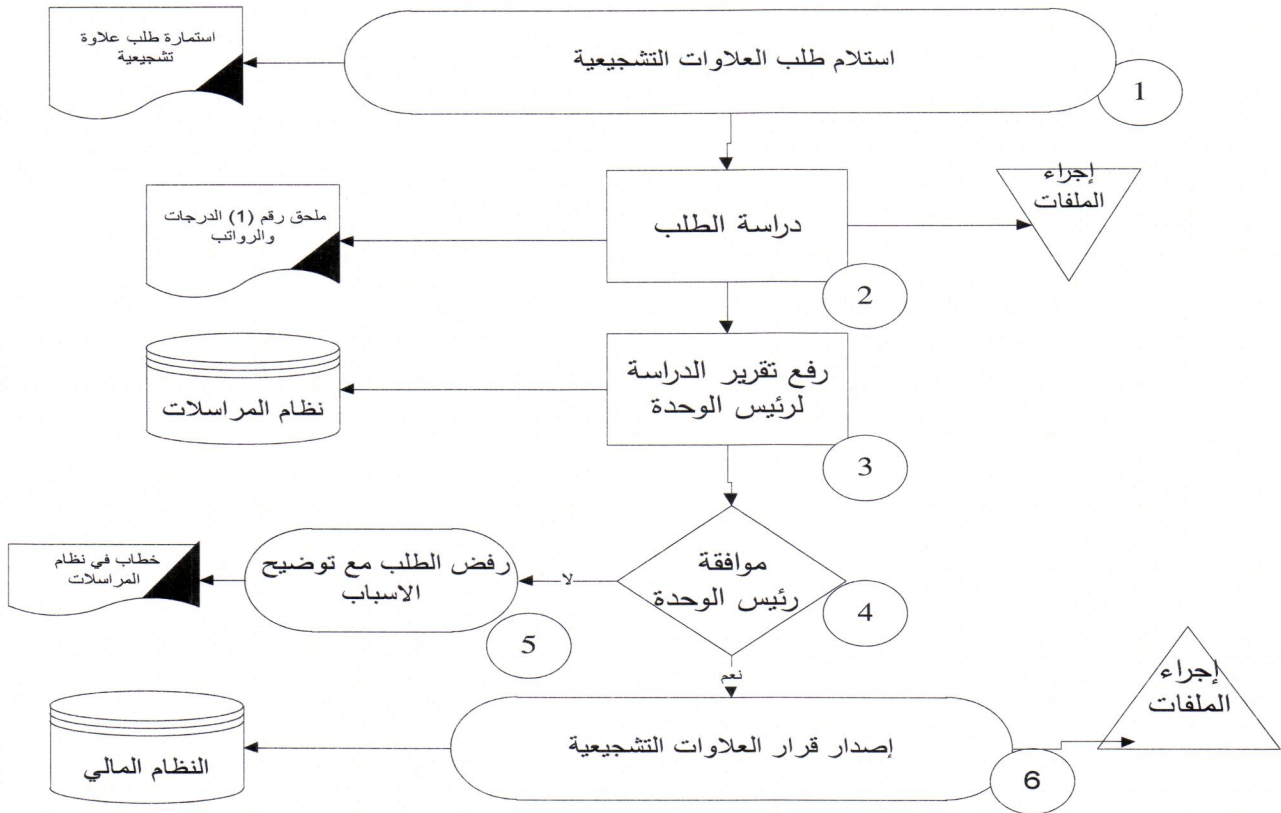 استلام طلب العلاوات التشجيعية
1
استمارة طلب علاوة
تشجيعية
إجراء
الملفات
دراسة الطلب
2
ملحق رقم (1) الدرجات
والرواتب
رفع تقرير الدراسة
لرئيس الوحدة
3
نظام المراسلات
موافقة
رئيس الوحدة
4
لا
رفض الطلب مع توضيح
الاسباب
5
خطاب في نظام
المراسلات
نعم
إجراء
الملفات
إصدار قرار العلاوات التشجيعية
6
النظام المالي